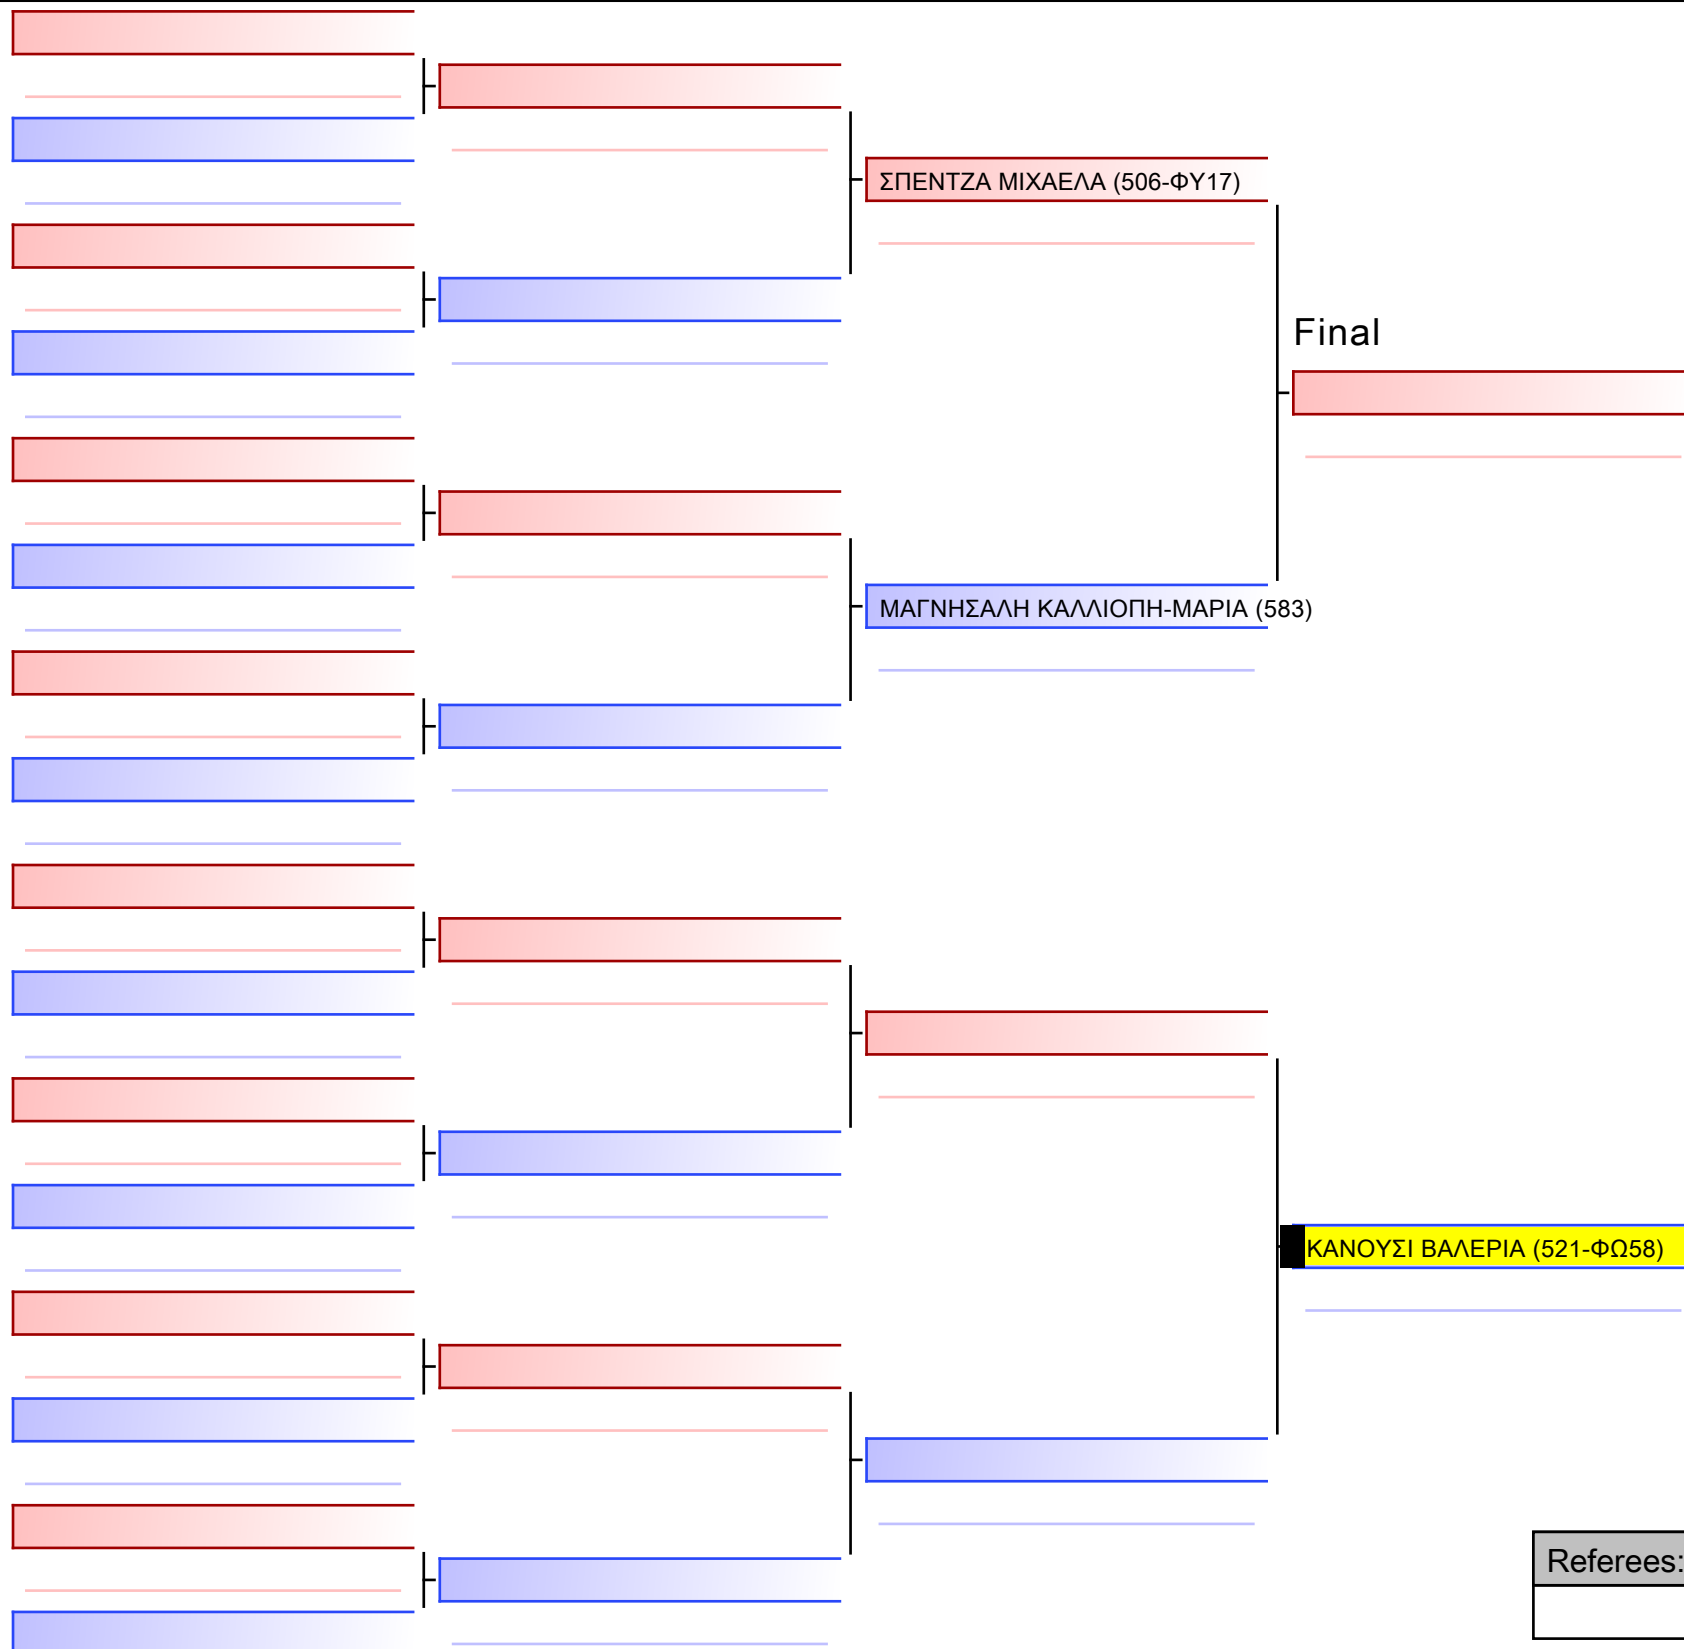 ΣΠΕΝΤΖΑ ΜΙΧΑΕΛΑ (506-ΦΥ17)
Final
ΜΑΓΝΗΣΑΛΗ ΚΑΛΛΙΟΠΗ-ΜΑΡΙΑ (583)
ΚΑΝΟΥΣΙ ΒΑΛΕΡΙΑ (521-ΦΩ58)
Referees: